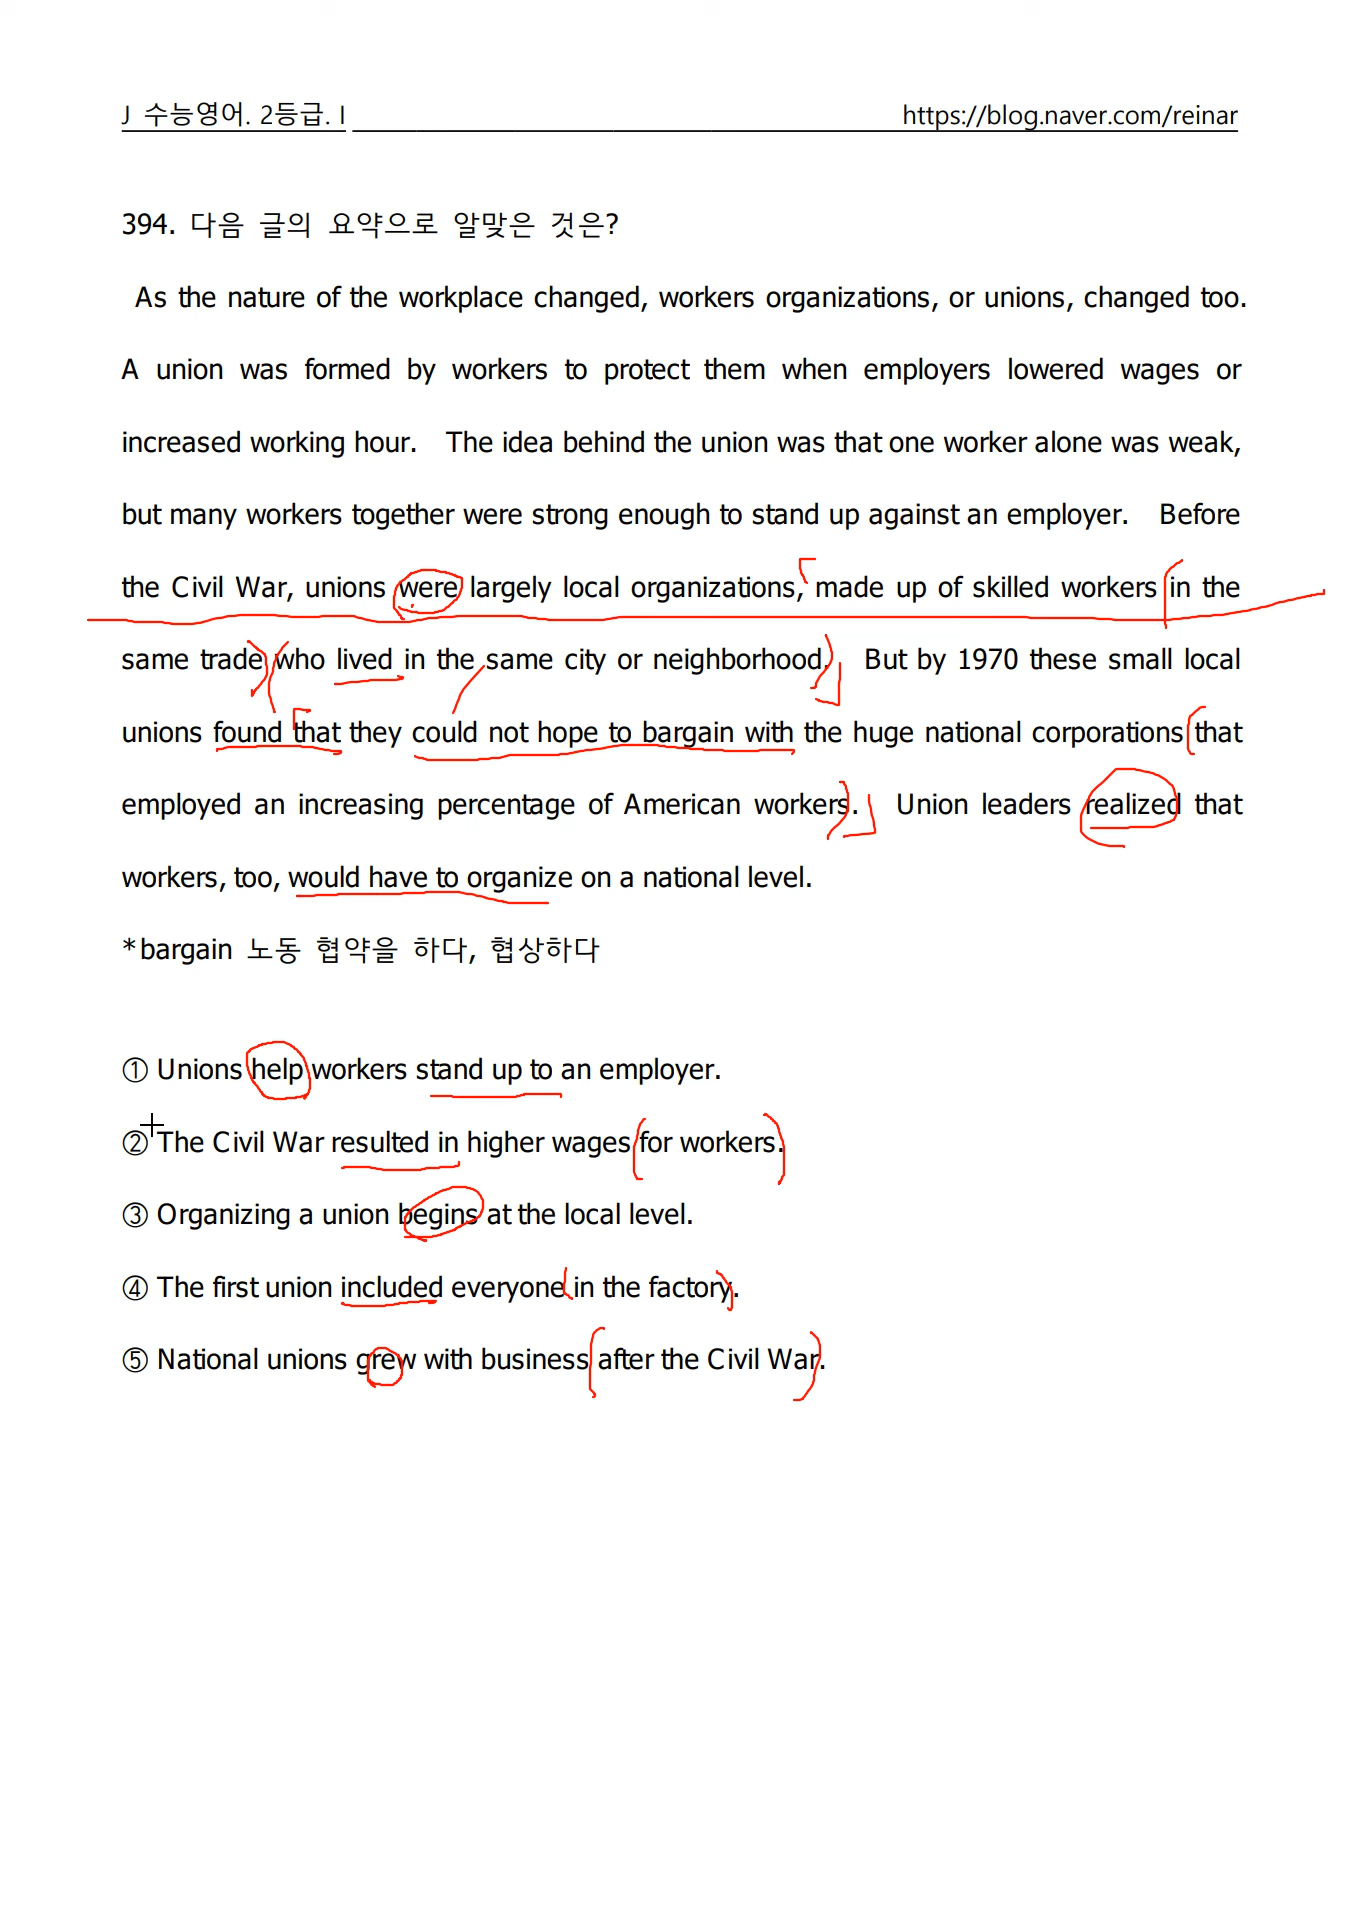 J 수능영어. 2등급. I https://blog.naver.com/reinar
394. 다음 글의 요약으로 알맞은 것은?
As the nature of the workplace changed, workers organizations, or unions, changed too.
A union was formed by workers to protect them when employers lowered wages or
increased working hour. The idea behind the union was that one worker alone was weak,
but many workers together were strong enough to stand up against an employer. Before
the Civil War, unions were largely local organizations, made up of skilled workers in the
same trade who lived in the same city or neighborhood. But by 1970 these small local
unions found that they could not hope to bargain with the huge national corporations that
employed an increasing percentage of American workers. Union leaders realized that
workers, too, would have to organize on a national level.
*bargain 노동 협약을 하다, 협상하다
① Unions help workers stand up to an employer.
② The Civil War resulted in higher wages for workers.
③ Organizing a union begins at the local level.
④ The first union included everyone in the factory.
⑤ National unions grew with business after the Civil War.